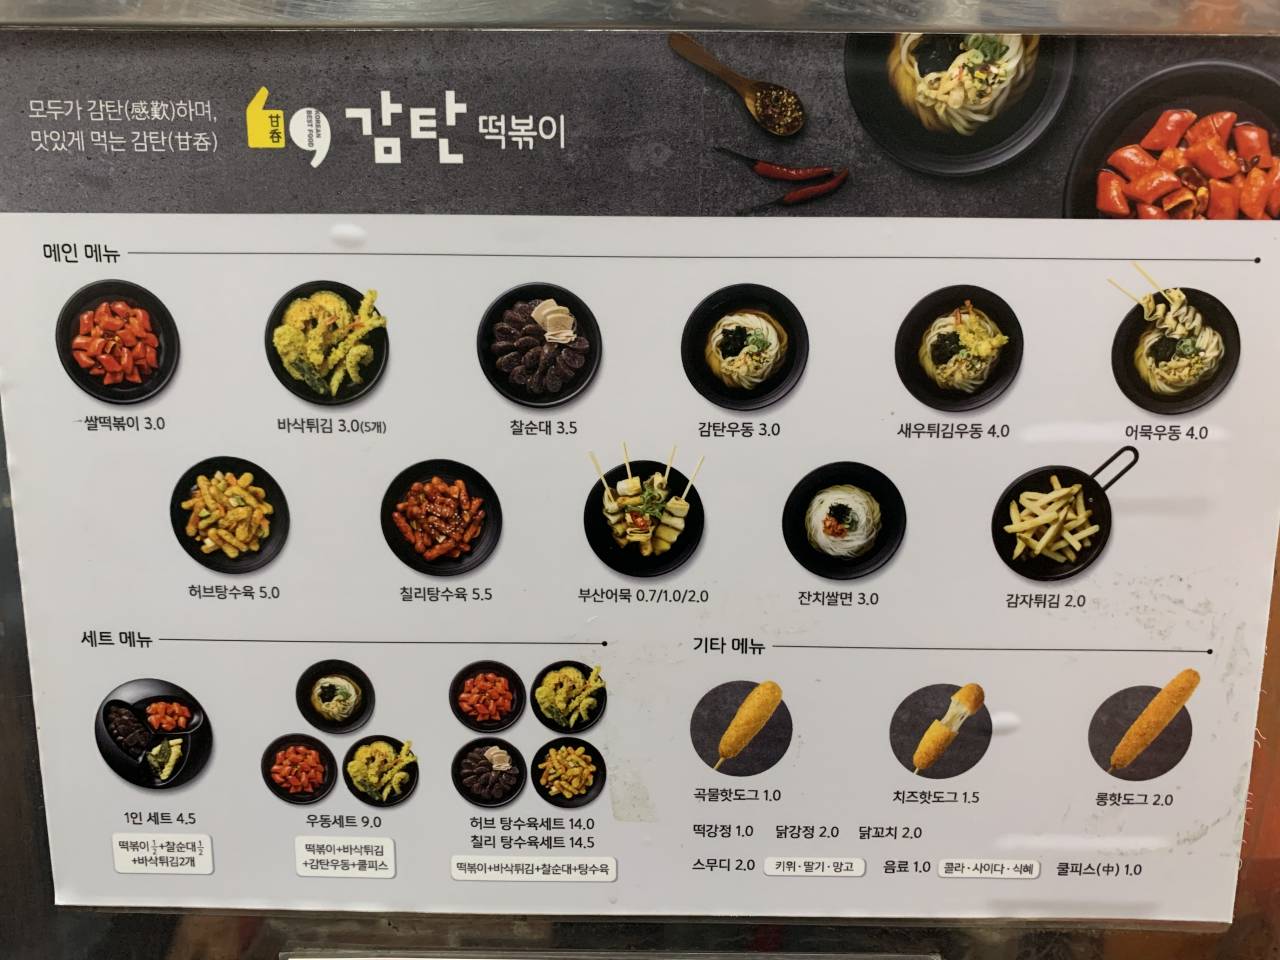 모두가 감탄(感歎)하며,
맛있게 먹는 감탄(甘呑)
甘呑
KOREAN BEST FOOD
감탄 떡볶이
메인 메뉴
쌀떡볶이 3.0
바삭튀김 3.0(5개)
찰순대 3.5
감탄우동 3.0
새우튀김우동 4.0
어묵우동 4.0
허브탕수육 5.0
칠리탕수육 5.5
부산어묵 0.7/1.0/2.0
잔치쌀면 3.0
감자튀김 2.0
세트 메뉴
1인 세트 4.5
떡볶이½+찰순대½
+바삭튀김2개
우동세트 9.0
떡볶이+바삭튀김
+감탄우동+쿨피스
허브 탕수육세트 14.0
칠리 탕수육세트 14.5
떡볶이+바삭튀김+찰순대+탕수육
기타 메뉴
곡물핫도그 1.0
치즈핫도그 1.5
롱핫도그 2.0
떡강정 1.0 닭강정 2.0 닭꼬치 2.0
스무디 2.0 키위·딸기·망고 음료 1.0 콜라·사이다·식혜 쿨피스(中) 1.0